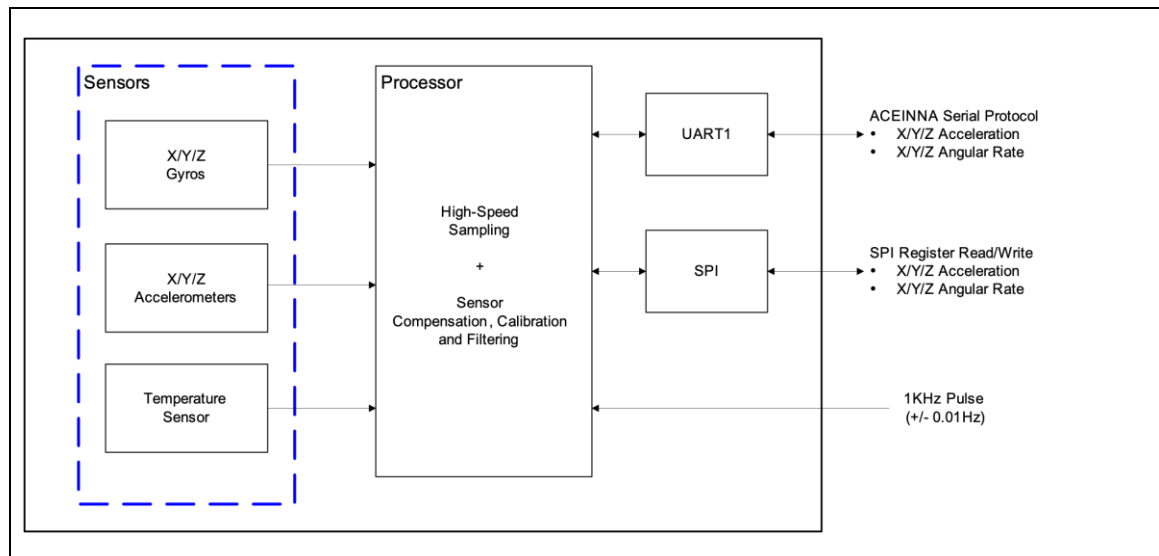 Sensors
X/Y/Z
Gyros
X/Y/Z
Accelerometers
Temperature
Sensor
Processor
High-Speed
Sampling
+
Sensor
Compensation, Calibration
and Filtering
UART1
SPI
ACEINNA Serial Protocol
• X/Y/Z Acceleration
• X/Y/Z Angular Rate
SPI Register Read/Write
• X/Y/Z Acceleration
• X/Y/Z Angular Rate
1KHz Pulse
(+/- 0.01Hz)